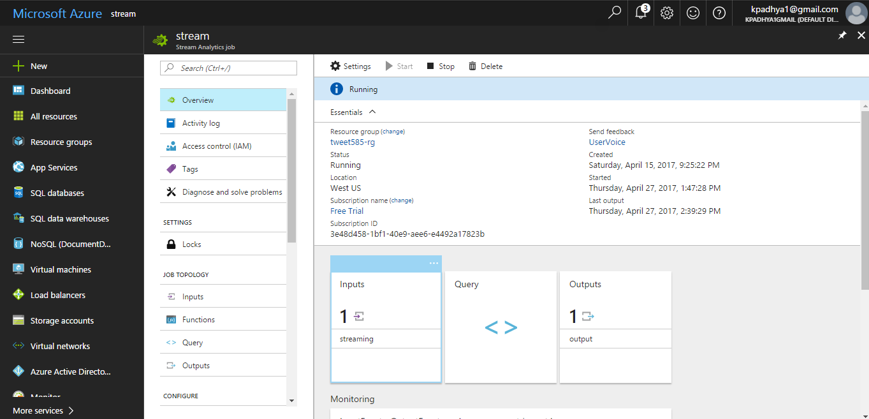 Microsoft Azure stream
3
kpadhya1@gmail.com
KPADHYA1GMAIL (DEFAULT DI...
New
Dashboard
All resources
Resource groups
App Services
SQL databases
SQL data warehouses
NoSQL (DocumentD...
Virtual machines
Load balancers
Storage accounts
Virtual networks
Azure Active Directo...
Monitor
More services
stream
Stream Analytics job
Search (Ctrl+/)
Overview
Activity log
Access control (IAM)
Tags
Diagnose and solve problems
SETTINGS
Locks
JOB TOPOLOGY
Inputs
Functions
Query
Outputs
CONFIGURE
Settings Start Stop Delete
Running
Essentials
Resource group (change)
tweet585-rg
Status
Running
Location
West US
Subscription name (change)
Free Trial
Subscription ID
3e48d458-1bf1-40e9-aee6-e4492a17823b
Send feedback
UserVoice
Created
Saturday, April 15, 2017, 9:25:22 PM
Started
Thursday, April 27, 2017, 1:47:28 PM
Last output
Thursday, April 27, 2017, 2:39:29 PM
Inputs
1
streaming
Query
Outputs
1
output
Monitoring